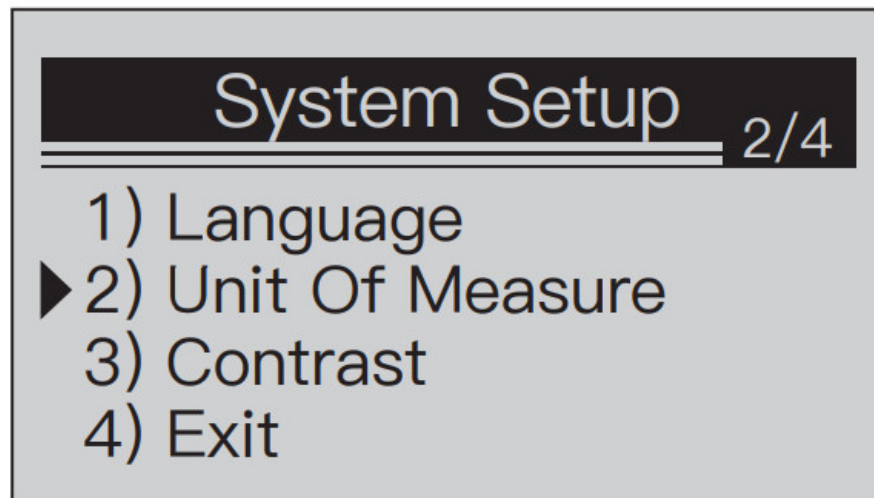 System Setup
2/4
1) Language
2) Unit Of Measure
3) Contrast
4) Exit